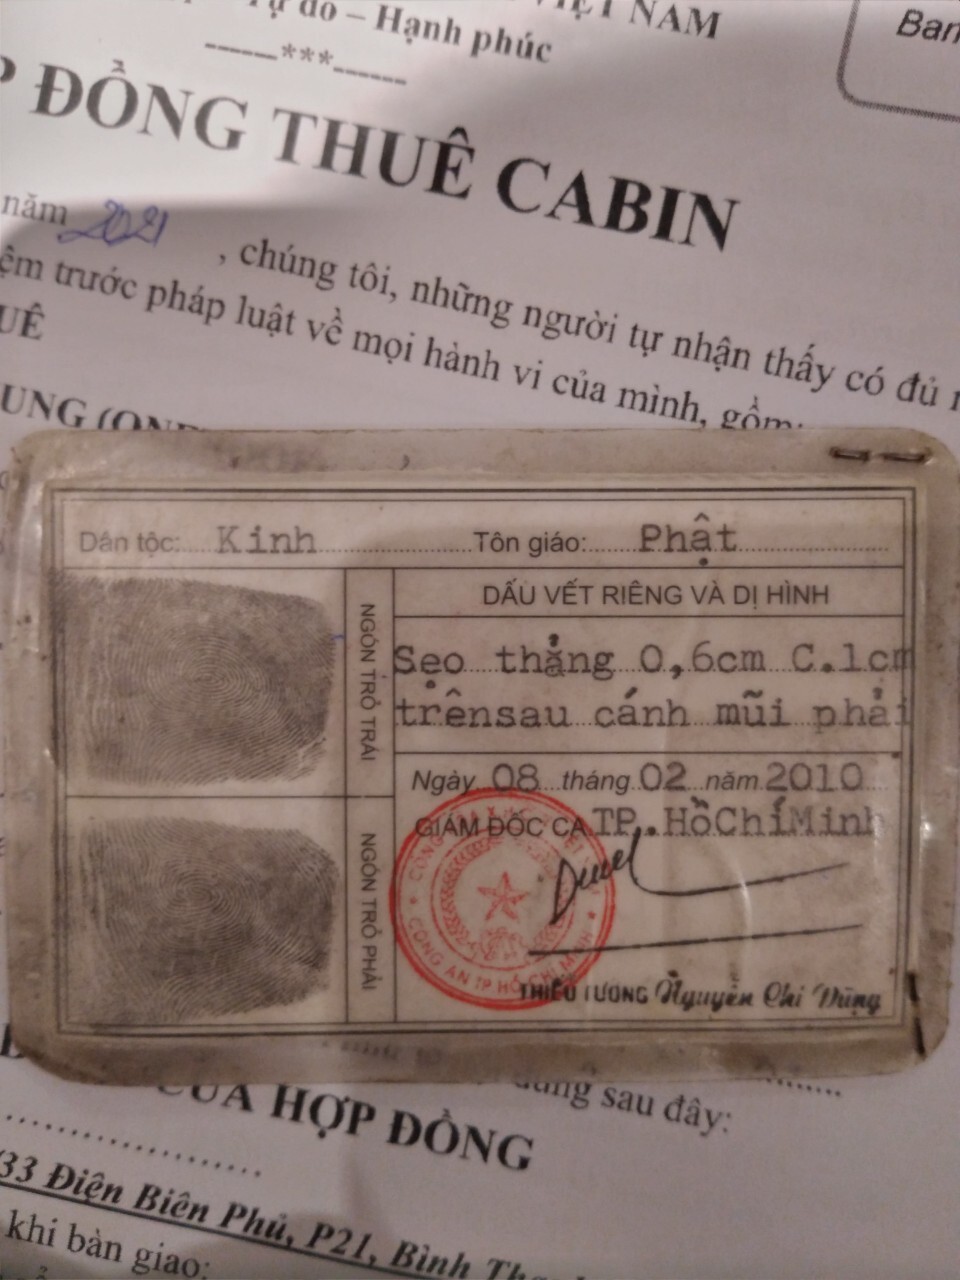 VIỆT NAM
Tự do – Hạnh phúc
------***------
Ban
ĐỒNG THUÊ CABIN
năm 2021 , chúng tôi, những người tự nhận thấy có đủ
trước pháp luật về mọi hành vi của mình, gồm:
Dân tộc: Kinh Tôn giáo: Phật
DẤU VẾT RIÊNG VÀ DỊ HÌNH
NGÓN TRỎ TRÁI
Sẹo thẳng 0,6cm C.1cm
trênsau cánh mũi phải
Ngày 08 tháng 02 năm 2010
GIÁM ĐỐC CA TP.HồChíMinh
NGÓN TRỎ PHẢI
CÔNG AN TP HỒ CHÍ MINH
THIẾU TƯỚNG Nguyễn Chí Dũng
dung sau đây:
CỦA HỢP ĐỒNG
33 Điện Biên Phủ, P21, Bình
khi bàn giao: